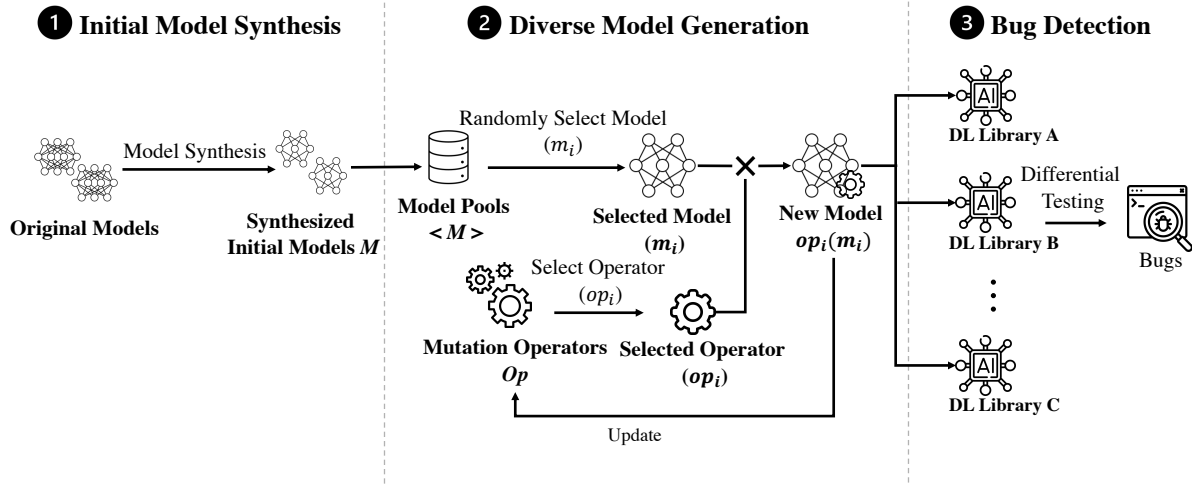 1 Initial Model Synthesis
Original Models
Model Synthesis
Synthesized
Initial Models M
2 Diverse Model Generation
Model Pools
<M>
Randomly Select Model
(m_i)
Selected Model
(m_i)
New Model
op_i(m_i)
Mutation Operators
Op
Select Operator
(op_i)
Selected Operator
(op_i)
Update
3 Bug Detection
AI
DL Library A
AI
DL Library B
AI
DL Library C
Differential
Testing
Bugs